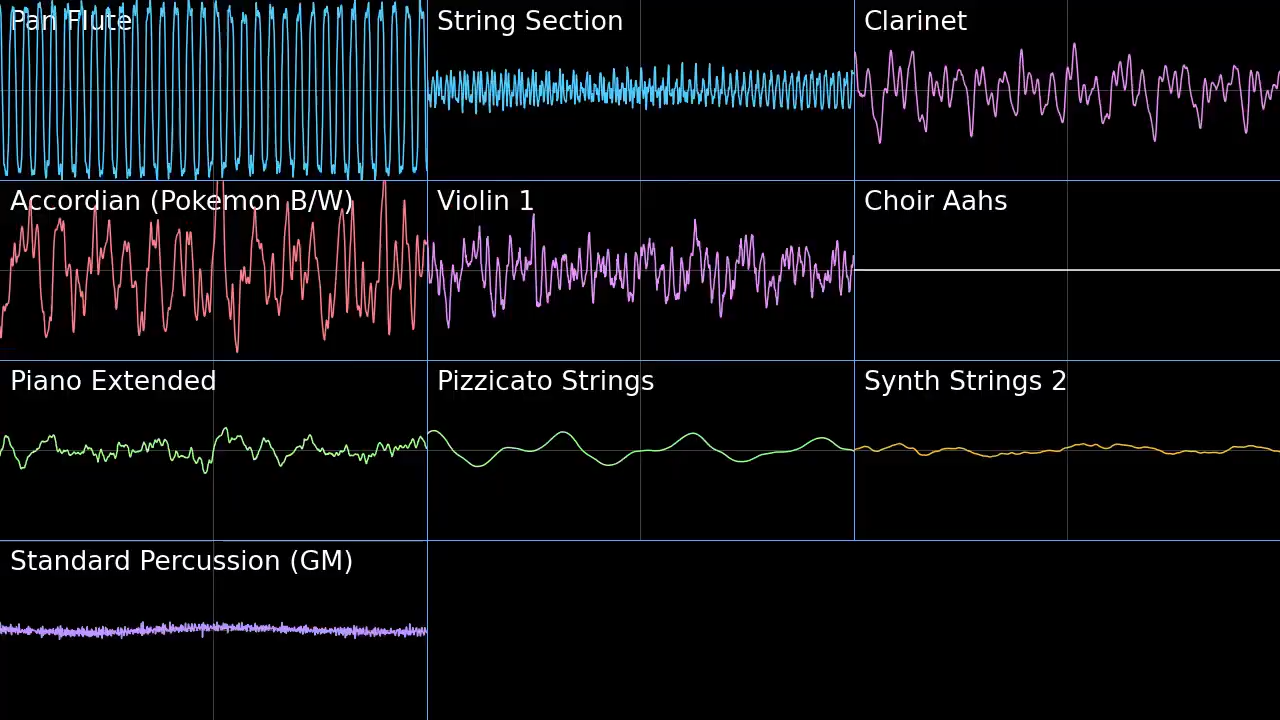 Pan Flute
String Section
Clarinet
Accordian (Pokemon B/W)
Violin 1
Choir Aahs
Piano Extended
Pizzicato Strings
Synth Strings 2
Standard Percussion (GM)